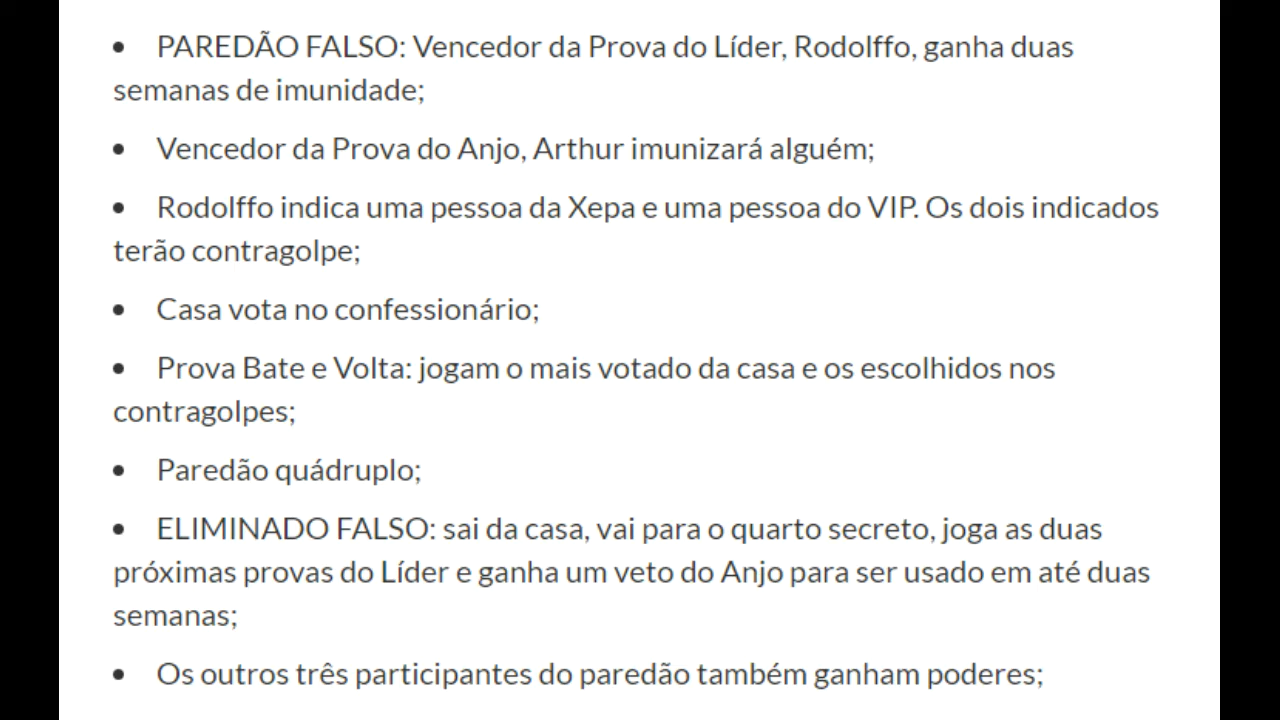 • PAREDÃO FALSO: Vencedor da Prova do Líder, Rodolffo, ganha duas
semanas de imunidade;
• Vencedor da Prova do Anjo, Arthur imunizará alguém;
• Rodolffo indica uma pessoa da Xepa e uma pessoa do VIP. Os dois indicados
terão contragolpe;
• Casa vota no confessionário;
• Prova Bate e Volta: jogam o mais votado da casa e os escolhidos nos
contragolpes;
• Paredão quádruplo;
• ELIMINADO FALSO: sai da casa, vai para o quarto secreto, joga as duas
próximas provas do Líder e ganha um veto do Anjo para ser usado em até duas
semanas;
• Os outros três participantes do paredão também ganham poderes;